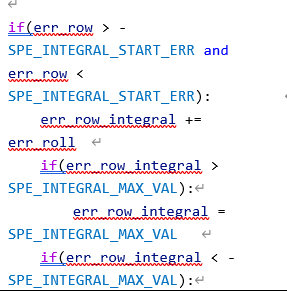 if(err_row > -
SPE_INTEGRAL_START_ERR and
err_row <
SPE_INTEGRAL_START_ERR):
err_row_integral +=
err_roll
if(err_row_integral >
SPE_INTEGRAL_MAX_VAL):
err_row_integral =
SPE_INTEGRAL_MAX_VAL
if(err_row_integral < -
SPE_INTEGRAL_MAX_VAL):